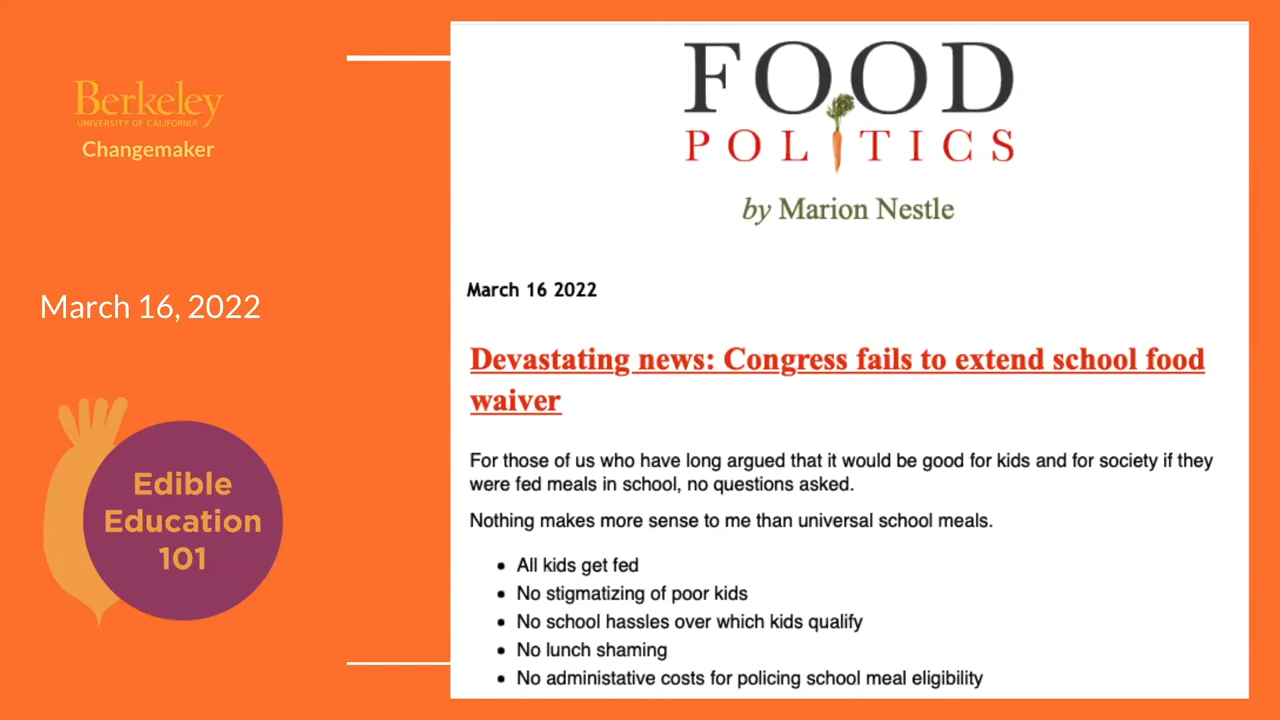 Berkeley
UNIVERSITY OF CALIFORNIA
Changemaker
March 16, 2022
Edible
Education
101
FOOD
POLITICS
by Marion Nestle
March 16 2022
Devastating news: Congress fails to extend school food
waiver
For those of us who have long argued that it would be good for kids and for society if they
were fed meals in school, no questions asked.
Nothing makes more sense to me than universal school meals.
• All kids get fed
• No stigmatizing of poor kids
• No school hassles over which kids qualify
• No lunch shaming
• No administative costs for policing school meal eligibility